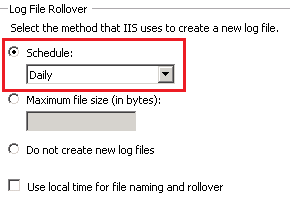 Log File Rollover
Select the method that IIS uses to create a new log file.
Schedule:
Daily
Maximum file size (in bytes):
Do not create new log files
Use local time for file naming and rollover